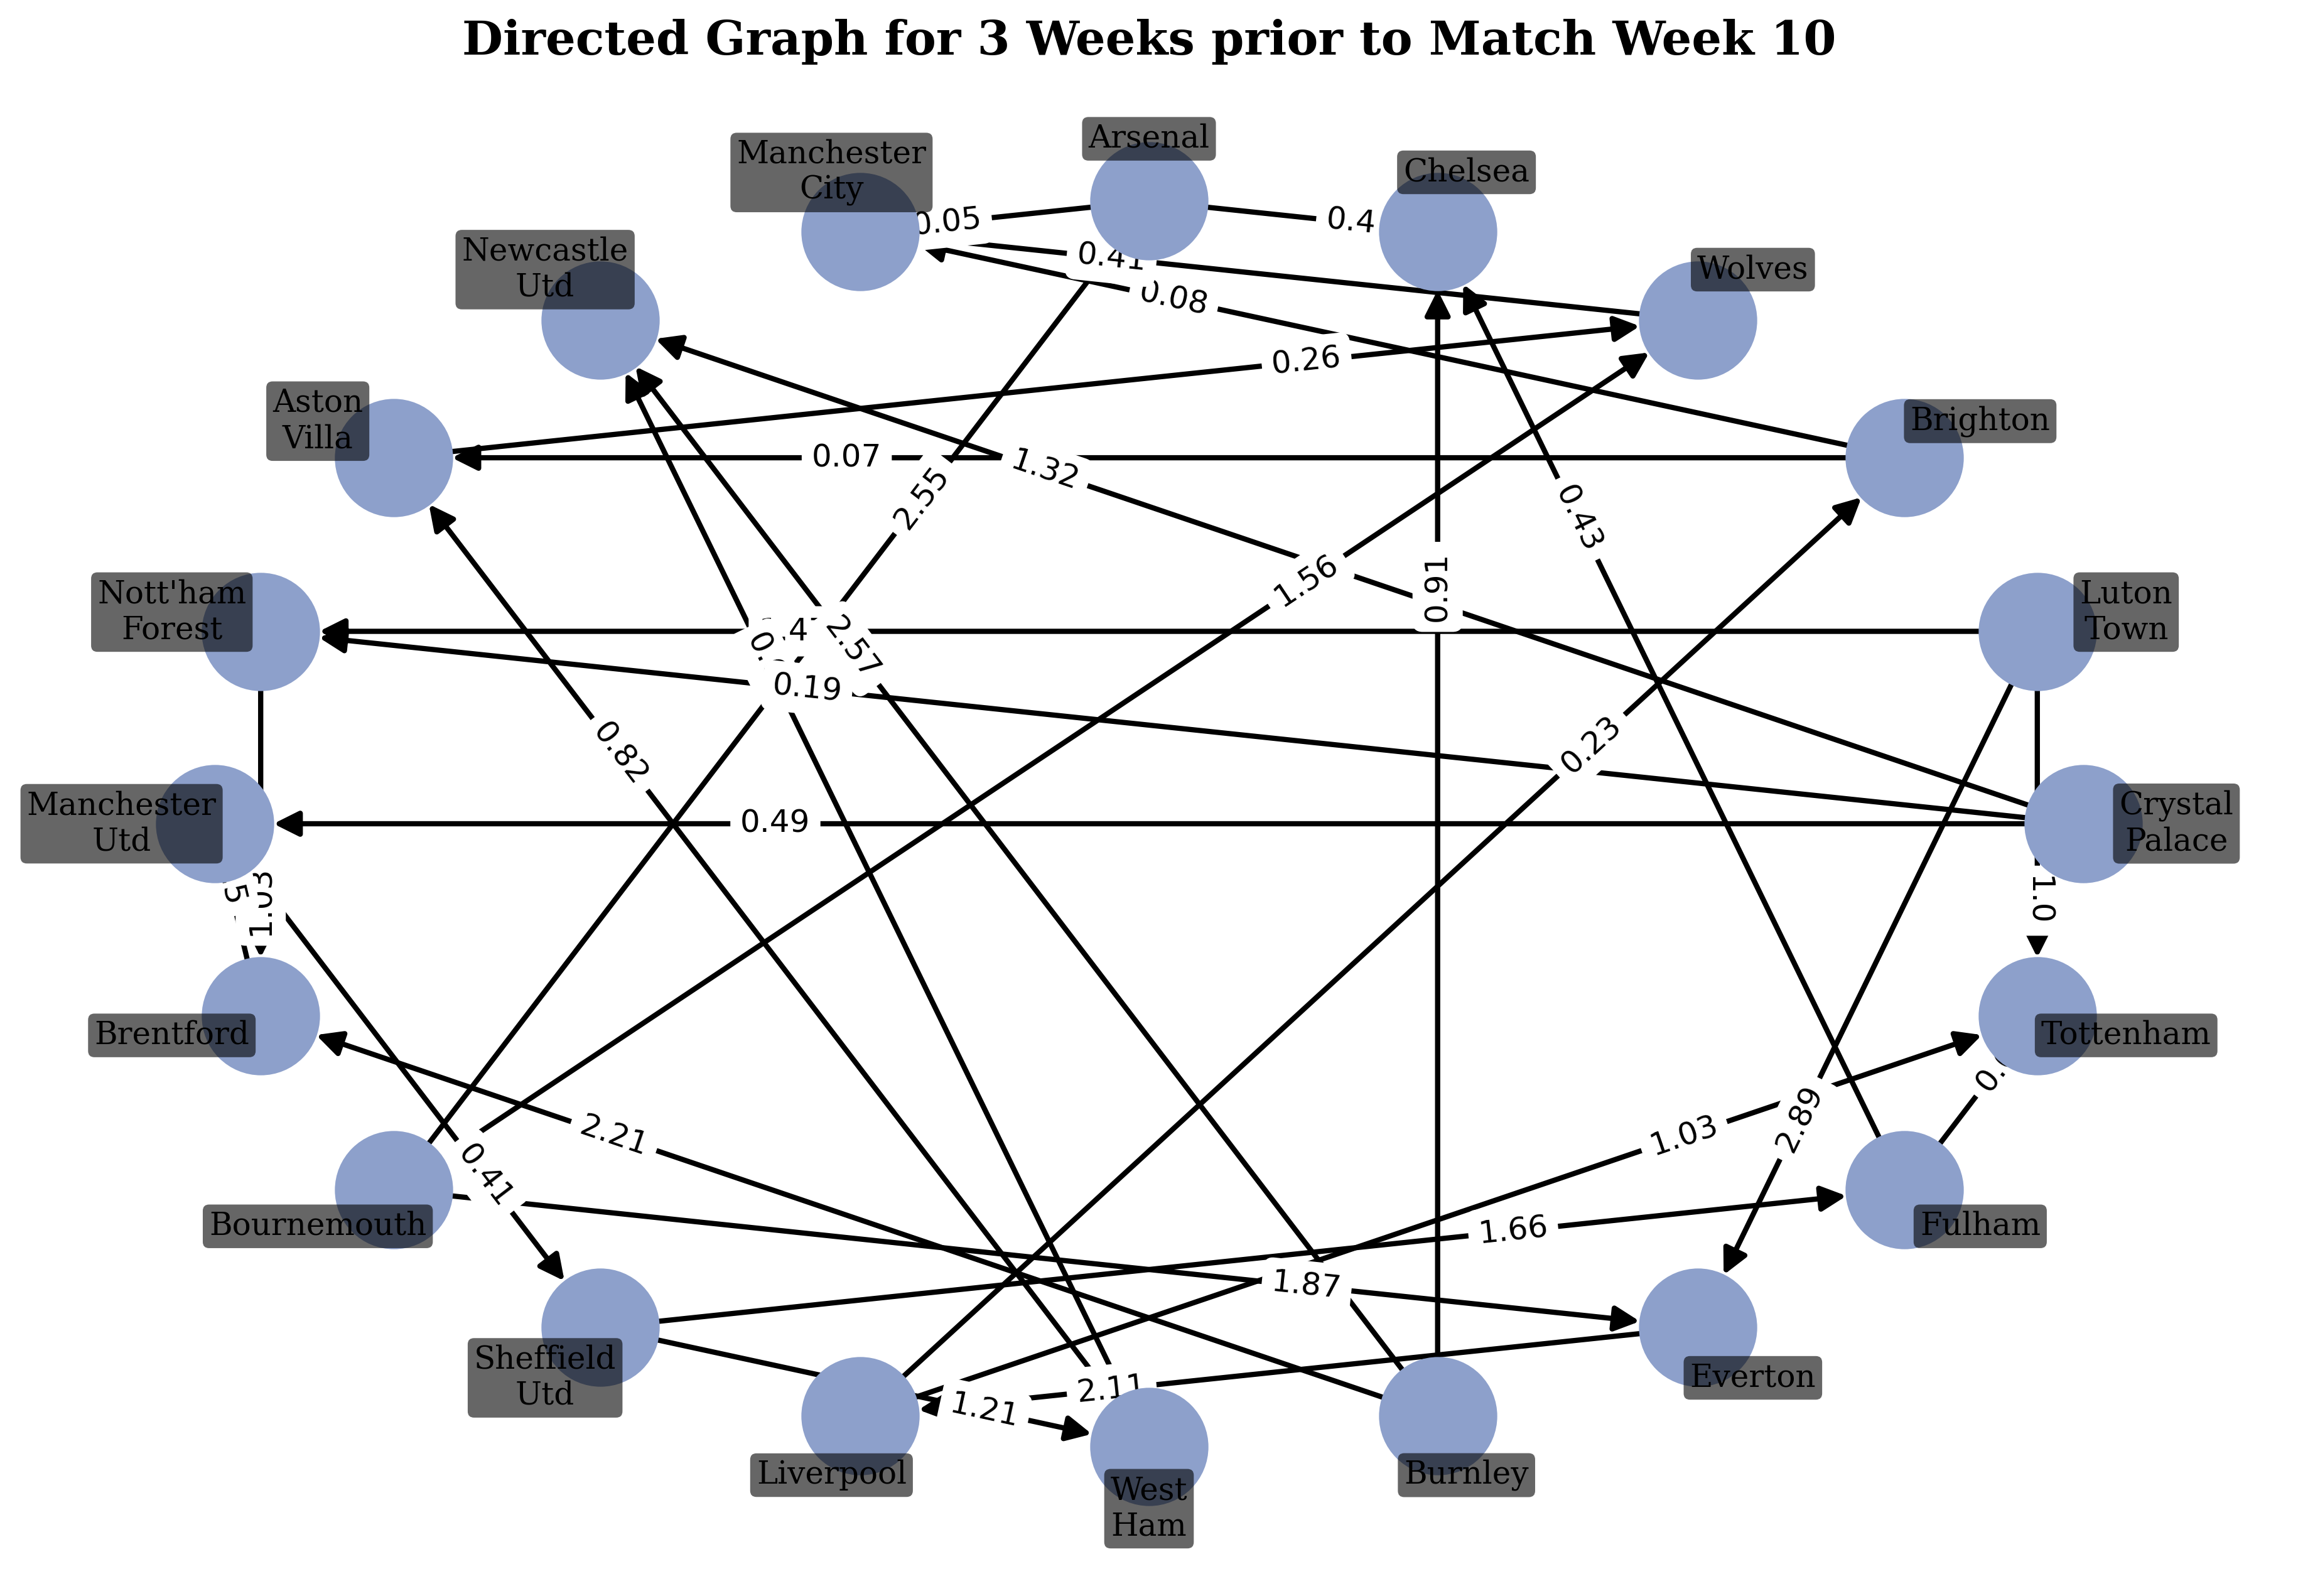 Directed Graph for 3 Weeks prior to Match Week 10
Arsenal
Manchester
City
Chelsea
0.05
0.4
Newcastle
Utd
0.41
Wolves
0.08
0.26
Aston
Villa
Brighton
0.07
1.32
2.55
0.43
1.56
0.91
Nott'ham
Forest
Luton
Town
2.57
0.19
0.82
0.23
Manchester
Utd
0.49
Crystal
Palace
1.03
1.0
Brentford
Tottenham
2.21
1.03
2.89
0.41
Bournemouth
1.66
Fulham
1.87
Sheffield
Utd
2.11
Everton
1.21
Liverpool
Burnley
West
Ham